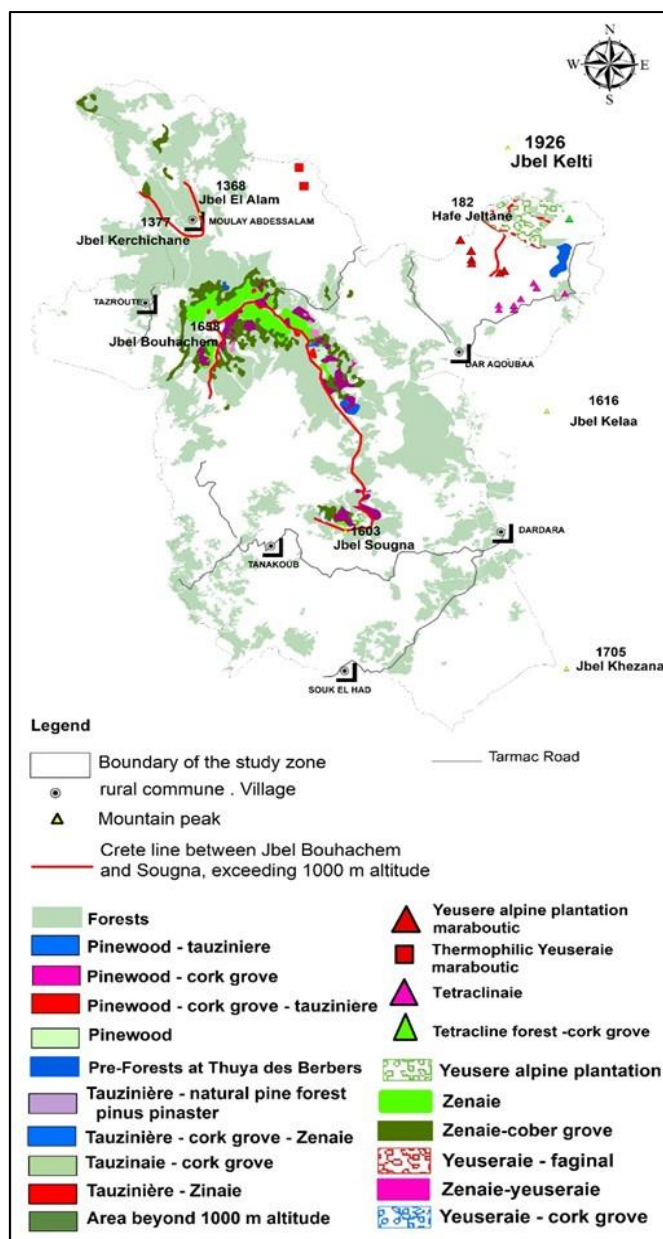 N
W E
S
1926
Jbel Kelti
1368
Jbel El Alam
182
Hafe Jeltane
1377
MOULAY ABDESSALAM
Jbel Kerchichane
TAZROUTE
1658
Jbel Bouhachem
DAR AQOUBAA
1616
Jbel Kelaa
1603
Jbel Sougna
DARDARA
TANAKOUB
1705
Jbel Khezana
SOUK EL HAD
Legend
Boundary of the study zone
Tarmac Road
rural commune . Village
Mountain peak
Crete line between Jbel Bouhachem
and Sougna, exceeding 1000 m altitude
Forests
Pinewood - tauziniere
Pinewood - cork grove
Pinewood - cork grove - tauziniere
Pinewood
Pre-Forests at Thuya des Berbers
Tauzinière - natural pine forest
pinus pinaster
Tauzinière - cork grove - Zenaie
Tauzinaie - cork grove
Tauzinière - Zinaie
Area beyond 1000 m altitude
Yeusere alpine plantation
maraboutic
Thermophilic Yeuseraie
maraboutic
Tetraclinaie
Tetracline forest -cork grove
Yeusere alpine plantation
Zenaie
Zenaie-cober grove
Yeuseraie - faginal
Zenaie-yeuseraie
Yeuseraie - cork grove